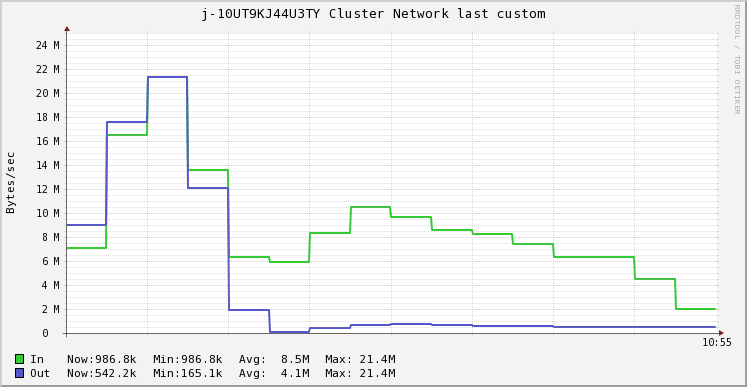 j-10UT9KJ44U3TY Cluster Network last custom
RRDTOOL / TOBI OETIKER
Bytes/sec
24 M
22 M
20 M
18 M
16 M
14 M
12 M
10 M
8 M
6 M
4 M
2 M
0
10:55
In Now:986.8k Min:986.8k Avg: 8.5M Max: 21.4M
Out Now:542.2k Min:165.1k Avg: 4.1M Max: 21.4M